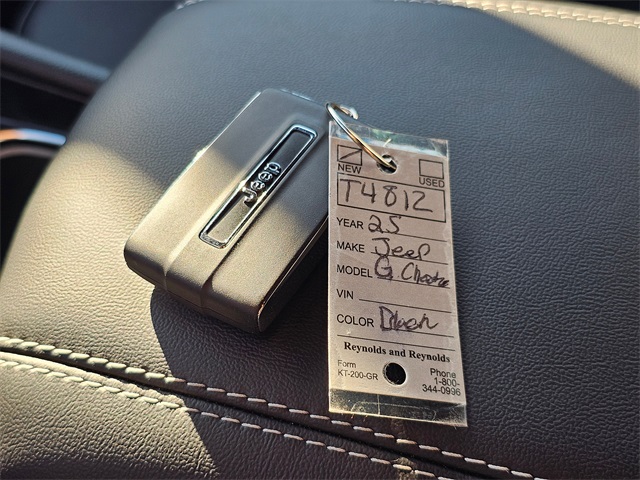 Jeep
NEW USED
T4812
YEAR 25
MAKE Jeep
MODEL G. Cherokee
VIN
COLOR Black
Reynolds and Reynolds
Form
KT-200-GR
Phone
1-800-
344-0996